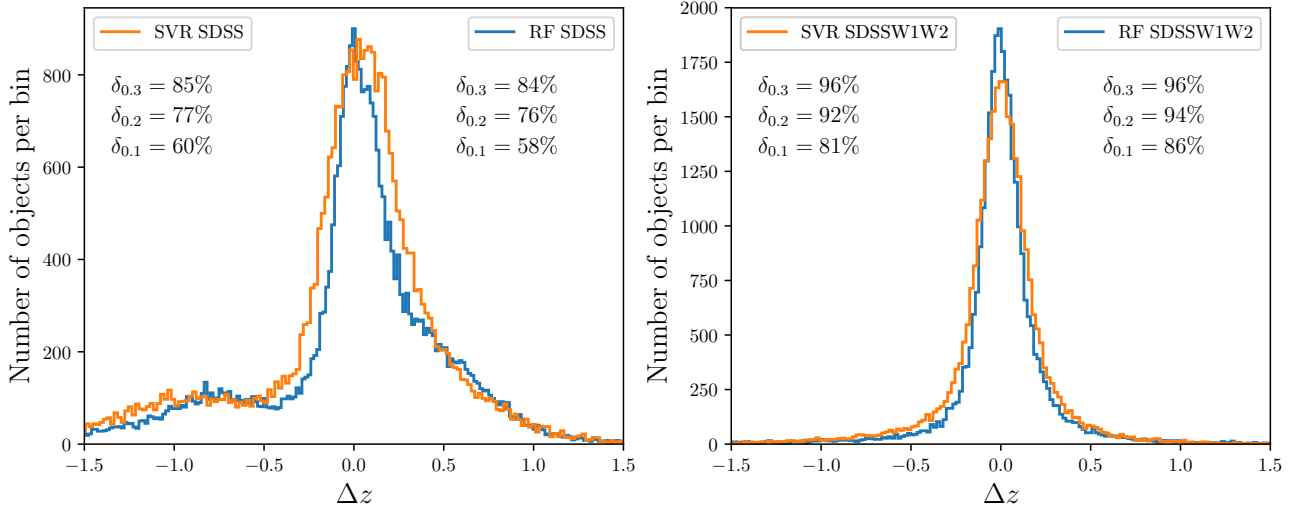 SVR SDSS
RF SDSS
δ0.3 = 85%
δ0.2 = 77%
δ0.1 = 60%
δ0.3 = 84%
δ0.2 = 76%
δ0.1 = 58%
Number of objects per bin
800
600
400
200
0
−1.5 −1.0 −0.5 0.0 0.5 1.0 1.5
Δz
SVR SDSSW1W2
RF SDSSW1W2
δ0.3 = 96%
δ0.2 = 92%
δ0.1 = 81%
δ0.3 = 96%
δ0.2 = 94%
δ0.1 = 86%
Number of objects per bin
2000
1750
1500
1250
1000
750
500
250
0
−1.5 −1.0 −0.5 0.0 0.5 1.0 1.5
Δz